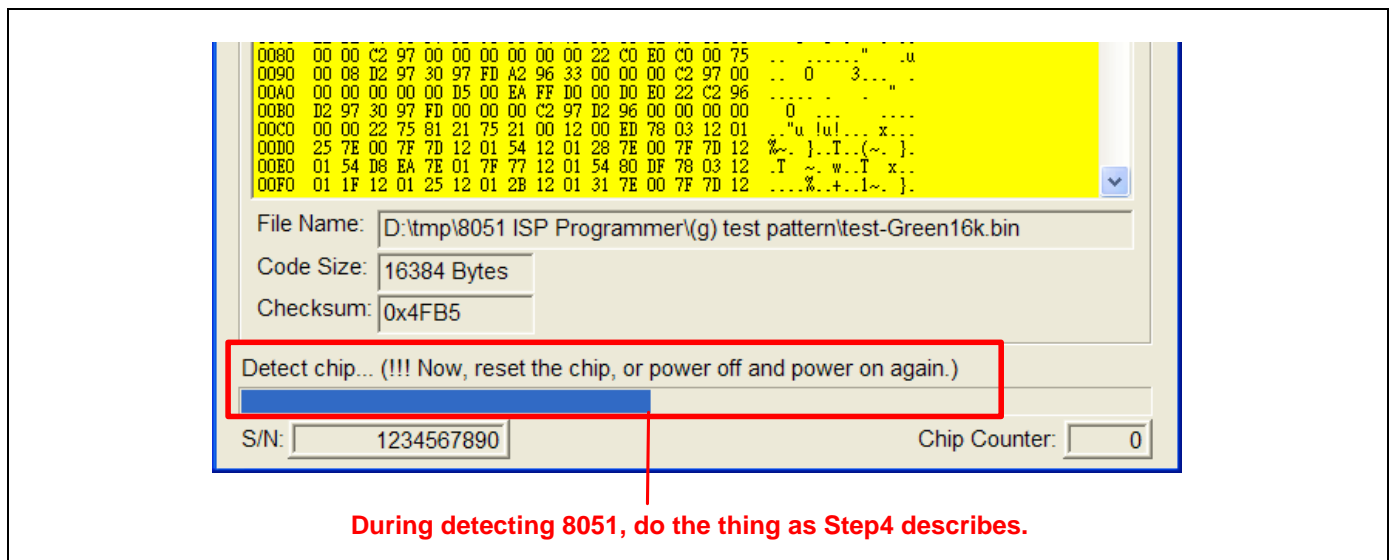 0080 00 00 C2 97 00 00 00 00 00 00 22 C0 E0 C0 00 75 .. ......" .u
0090 00 08 D2 97 30 97 FD A2 96 33 00 00 00 C2 97 00 .. 0 3... .
00A0 00 00 00 00 00 D5 00 EA FF D0 00 D0 E0 22 C2 96 ..... . . "
00B0 D2 97 30 97 FD 00 00 00 C2 97 D2 96 00 00 00 00 0 ... ....
00C0 00 00 22 75 81 21 75 21 00 12 00 ED 78 03 12 01 .."u !u!... x...
00D0 25 7E 00 7F 7D 12 01 54 12 01 28 7E 00 7F 7D 12 %~. }..T..(~. }.
00E0 01 54 D8 EA 7E 01 7F 77 12 01 54 80 DF 78 03 12 .T ~. w..T x..
00F0 01 1F 12 01 25 12 01 2B 12 01 31 7E 00 7F 7D 12 ....%..+..1~. }.
File Name: D:\tmp\8051 ISP Programmer\(g) test pattern\test-Green16k.bin
Code Size: 16384 Bytes
Checksum: 0x4FB5
Detect chip... (!!! Now, reset the chip, or power off and power on again.)
S/N: 1234567890 Chip Counter: 0
During detecting 8051, do the thing as Step4 describes.